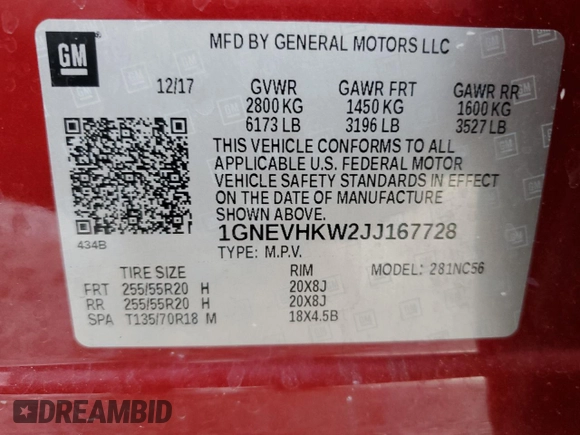 GM
MFD BY GENERAL MOTORS LLC
12/17 GVWR GAWR FRT GAWR RR
2800 KG 1450 KG 1600 KG
6173 LB 3196 LB 3527 LB
THIS VEHICLE CONFORMS TO ALL
APPLICABLE U.S. FEDERAL MOTOR
VEHICLE SAFETY STANDARDS IN EFFECT
ON THE DATE OF MANUFACTURE
SHOWN ABOVE.
434B
1GNEVHKW2JJ167728
TYPE: M.P.V.
TIRE SIZE RIM MODEL: 281NC56
FRT 255/55R20 H 20X8J
RR 255/55R20 H 20X8J
SPA T135/70R18 M 18X4.5B
DREAMBID